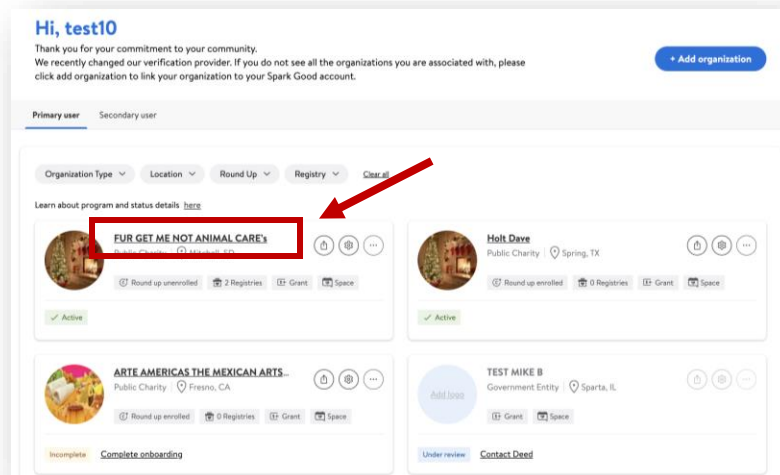 Hi, test10
Thank you for your commitment to your community.
We recently changed our verification provider. If you do not see all the organizations you are associated with, please
click add organization to link your organization to your Spark Good account.
+ Add organization
Primary user Secondary user
Organization Type Location Round Up Registry Clear all
Learn about program and status details here
FUR GET ME NOT ANIMAL CARE's
Public Charity
Round up unenrolled 2 Registries Grant Space
Active
Holt Dave
Public Charity Spring, TX
Round up enrolled 0 Registries Grant Space
Active
ARTE AMERICAS THE MEXICAN ARTS...
Public Charity Fresno, CA
Round up enrolled 0 Registries Grant Space
Incomplete Complete onboarding
Add logo
TEST MIKE B
Government Entity Sparta, IL
Grant Space
Under review Contact Deed